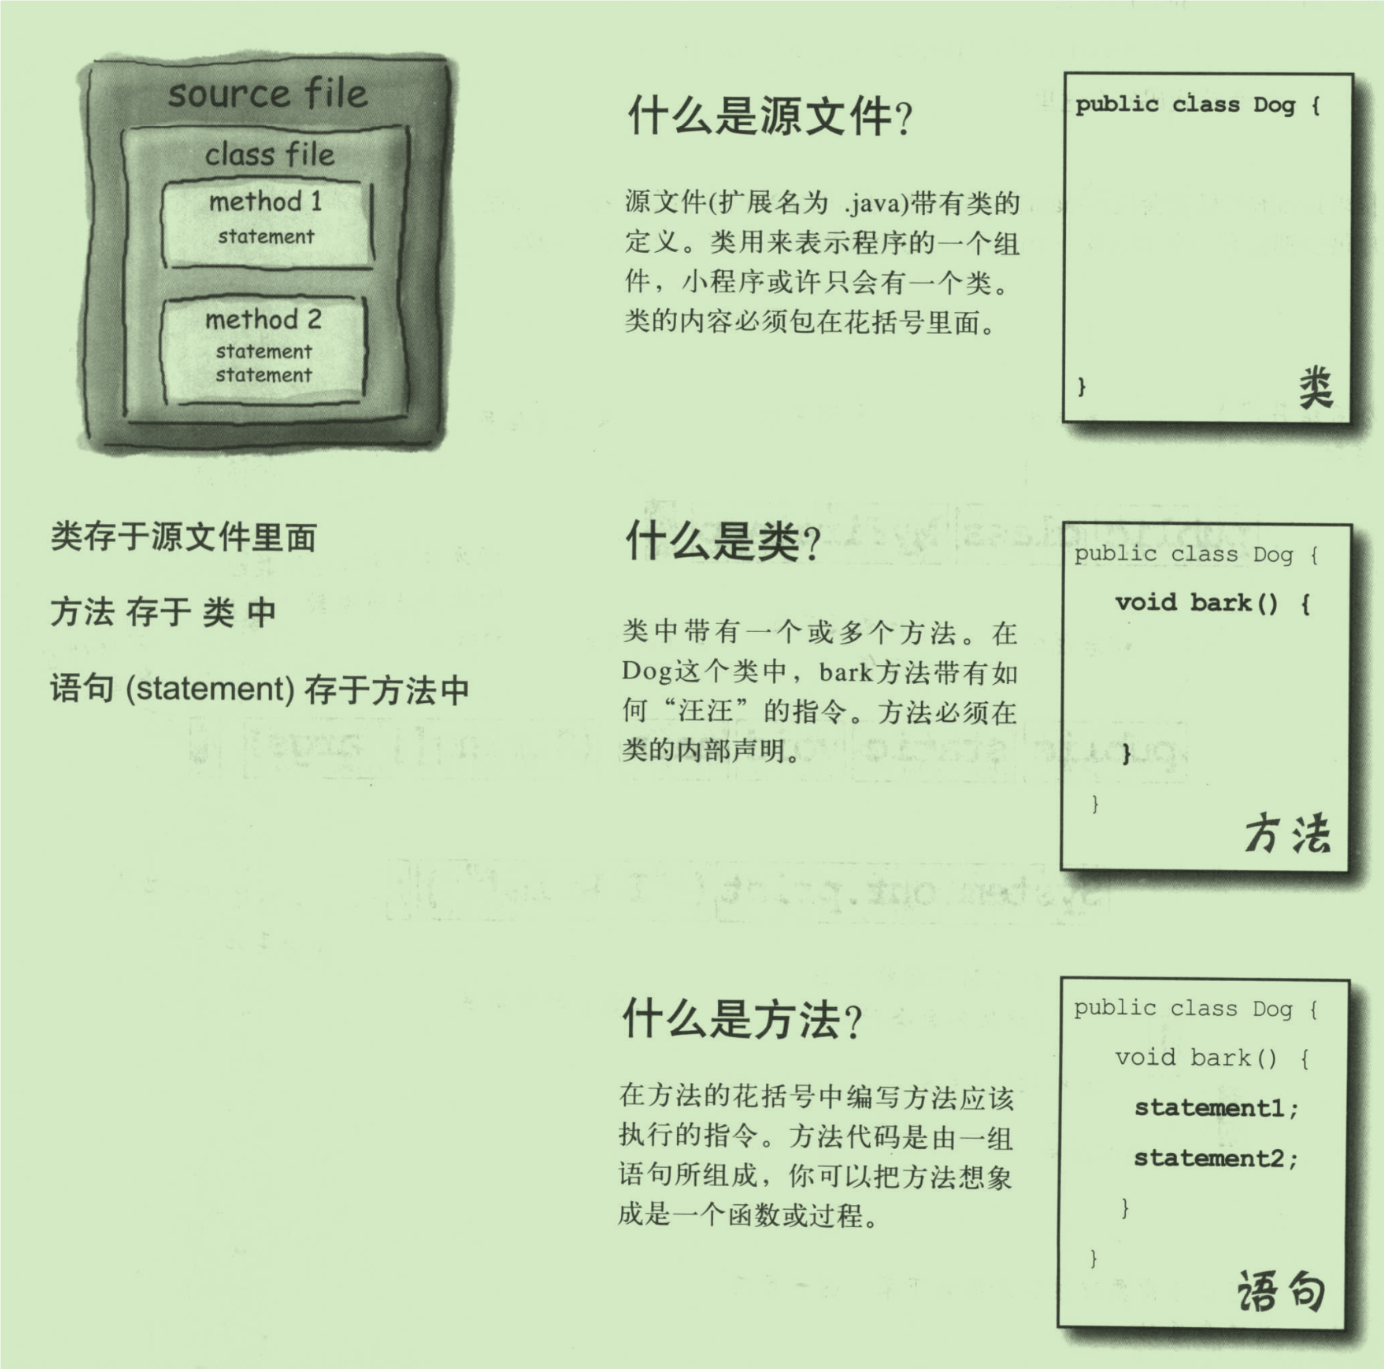 source file
class file
method 1
statement
method 2
statement
statement
类存于源文件里面
方法 存于 类 中
语句 (statement) 存于方法中
什么是源文件?
源文件(扩展名为 .java)带有类的
定义。类用来表示程序的一个组
件，小程序或许只会有一个类。
类的内容必须包在花括号里面。
public class Dog {
}
类
什么是类?
类中带有一个或多个方法。在
Dog这个类中，bark方法带有如
何“汪汪”的指令。方法必须在
类的内部声明。
public class Dog {
void bark() {
}
}
方法
什么是方法?
在方法的花括号中编写方法应该
执行的指令。方法代码是由一组
语句所组成，你可以把方法想象
成是一个函数或过程。
public class Dog {
void bark() {
statement1;
statement2;
}
}
语句